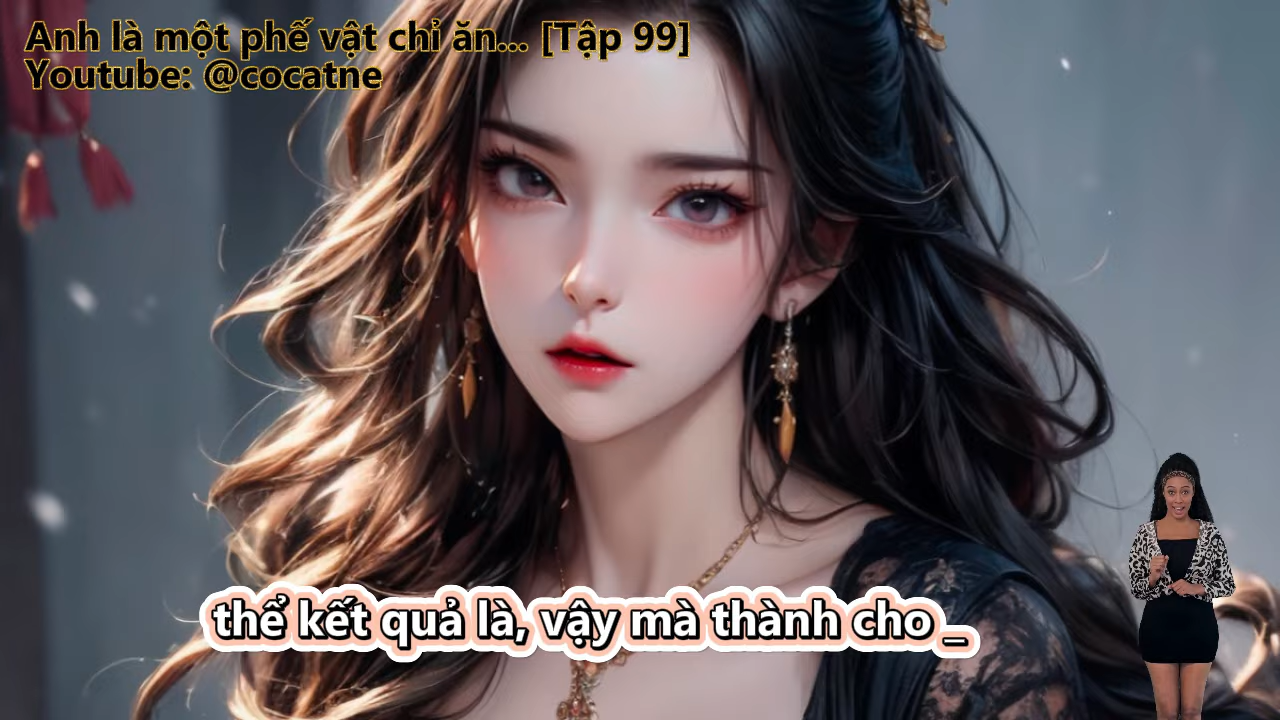 Anh là một phế vật chỉ ăn... [Tập 99]
Youtube: @cocatne
thể kết quả là, vậy mà thành cho _